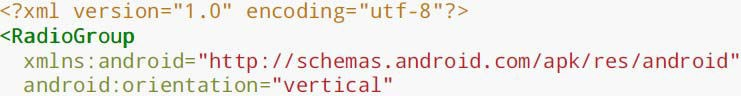 <?xml version="1.0" encoding="utf-8"?>
<RadioGroup
  xmlns:android="http://schemas.android.com/apk/res/android"
  android:orientation="vertical"